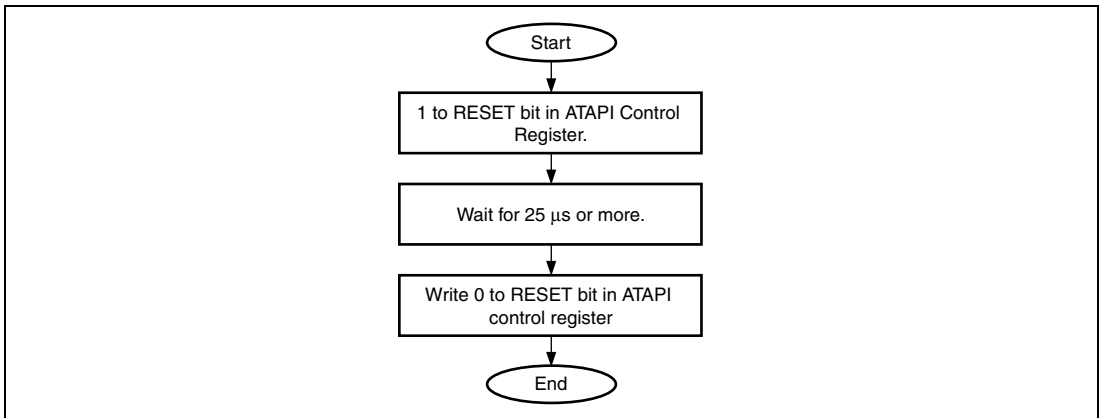 Start
1 to RESET bit in ATAPI Control
Register.
Wait for 25 μs or more.
Write 0 to RESET bit in ATAPI
control register
End